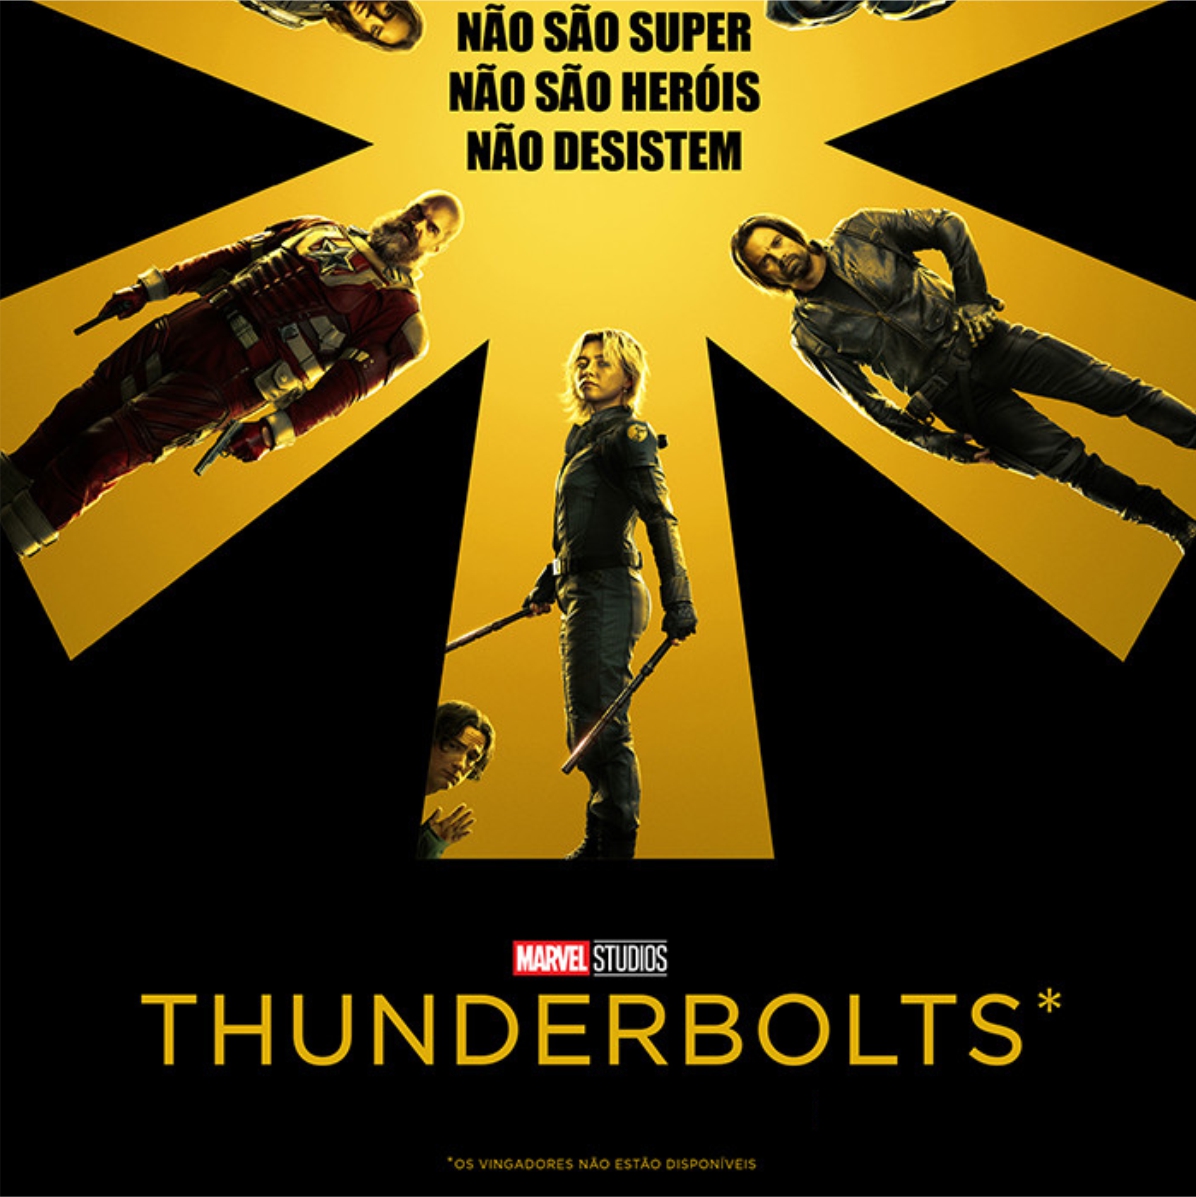 NÃO SÃO SUPER
NÃO SÃO HERÓIS
NÃO DESISTEM
MARVEL STUDIOS
THUNDERBOLTS*
*OS VINGADORES NÃO ESTÃO DISPONÍVEIS